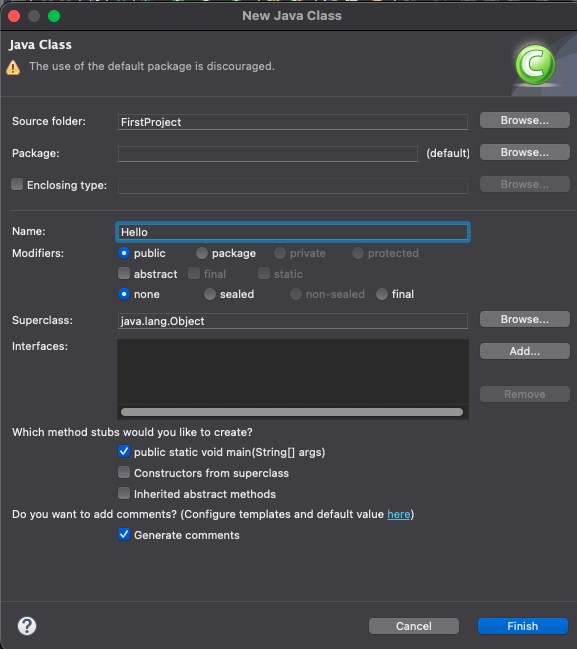 New Java Class
Java Class
The use of the default package is discouraged.
Source folder: FirstProject Browse...
Package: (default) Browse...
Enclosing type: Browse...
Name: Hello
Modifiers: public package private protected
abstract final static
none sealed non-sealed final
Superclass: java.lang.Object Browse...
Interfaces: Add...
Remove
Which method stubs would you like to create?
public static void main(String[] args)
Constructors from superclass
Inherited abstract methods
Do you want to add comments? (Configure templates and default value here)
Generate comments
? Cancel Finish